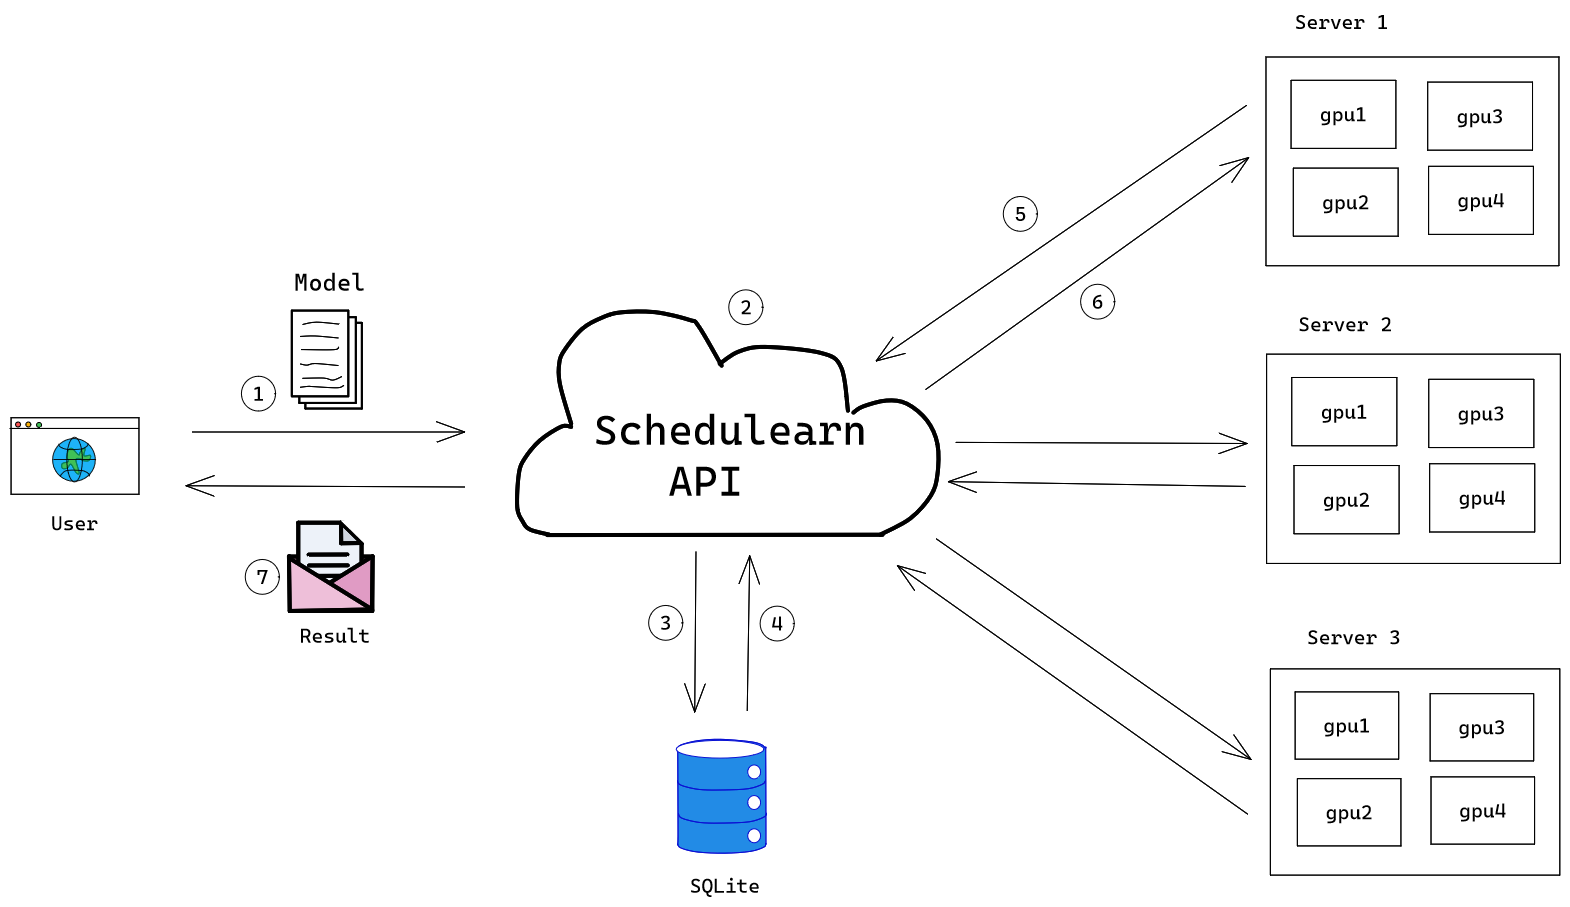 Server 1
gpu1
gpu3
gpu2
gpu4
5
6
2
Model
1
Schedulearn
API
User
7
Result
3
4
SQLite
Server 2
gpu1
gpu3
gpu2
gpu4
Server 3
gpu1
gpu3
gpu2
gpu4